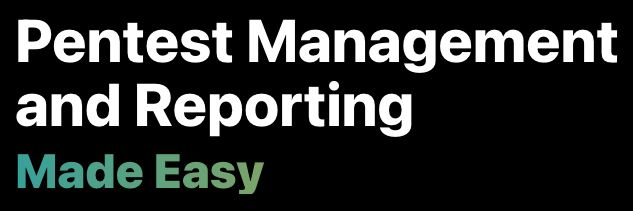 Pentest Management
and Reporting
Made Easy